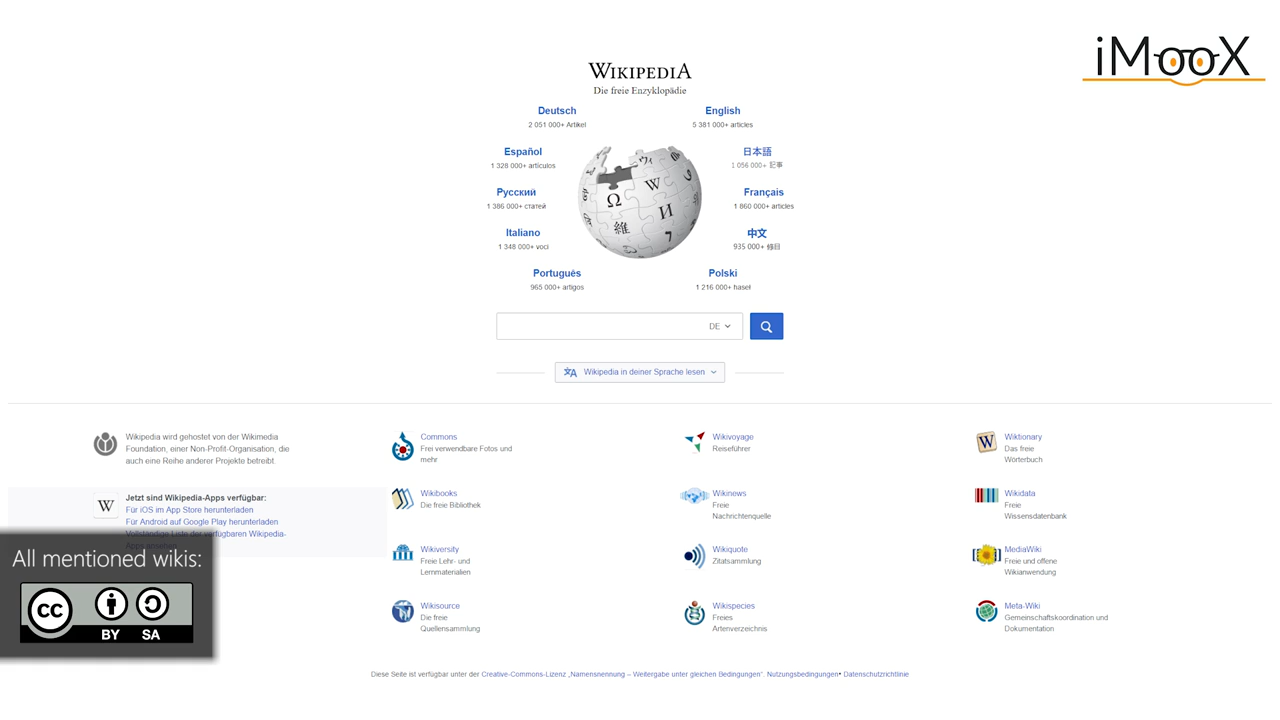 iMooX
WIKIPEDIA
Die freie Enzyklopädie
Deutsch
2 051 000+ Artikel
English
5 381 000+ articles
Español
1 328 000+ artículos
日本語
1 056 000+ 記事
Русский
1 386 000+ статей
Français
1 860 000+ articles
Italiano
1 348 000+ voci
中文
935 000+ 條目
Português
965 000+ artigos
Polski
1 216 000+ haseł
DE
Wikipedia in deiner Sprache lesen
Wikipedia wird gehostet von der Wikimedia
Foundation, einer Non-Profit-Organisation, die
auch eine Reihe anderer Projekte betreibt.
Jetzt sind Wikipedia-Apps verfügbar:
Für iOS im App Store herunterladen
Für Android auf Google Play herunterladen
Vollständige Liste der verfügbaren Wikipedia-
All mentioned wikis:
CC
BY SA
Commons
Frei verwendbare Fotos und
mehr
Wikivoyage
Reiseführer
Wiktionary
Das freie
Wörterbuch
Wikibooks
Die freie Bibliothek
Wikinews
Freie
Nachrichtenquelle
Wikidata
Freie
Wissensdatenbank
Wikiversity
Freie Lehr- und
Lernmaterialien
Wikiquote
Zitatsammlung
MediaWiki
Freie und offene
Wikianwendung
Wikisource
Die freie
Quellensammlung
Wikispecies
Freies
Artenverzeichnis
Meta-Wiki
Gemeinschaftskoordination und
Dokumentation
Diese Seite ist verfügbar unter der Creative-Commons-Lizenz „Namensnennung – Weitergabe unter gleichen Bedingungen“. Nutzungsbedingungen• Datenschutzrichtlinie